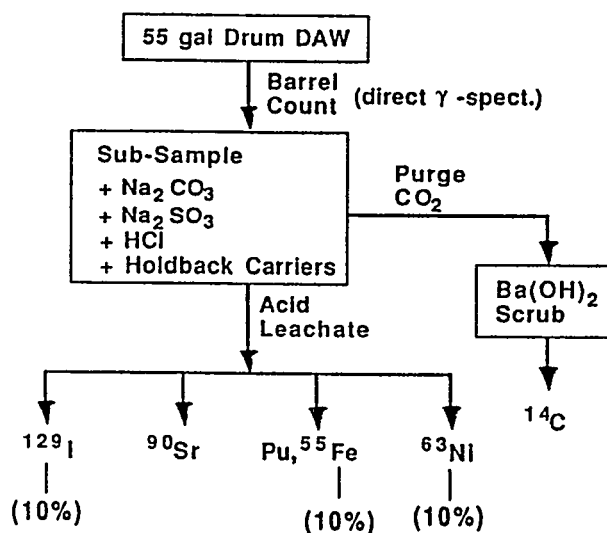 55 gal Drum DAW
Barrel
Count (direct γ -spect.)
Sub-Sample
+ Na₂ CO₃
+ Na₂ SO₃
+ HCl
+ Holdback Carriers
Purge
CO₂
Ba(OH)₂
Scrub
Acid
Leachate
¹⁴C
¹²⁹I
⁹⁰Sr
Pu,⁵⁵Fe
⁶³Ni
(10%)
(10%)
(10%)